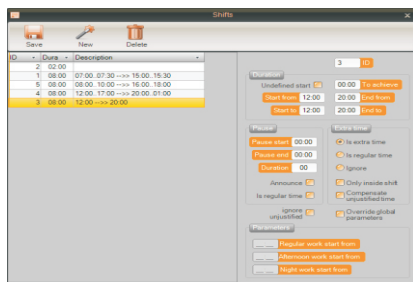 Shifts
Save New Delete
ID Dura Description
2 02:00
1 08:00 07:00..07:30 -->> 15:00..15:30
5 08:00 08:00..10:00 -->> 16:00..18:00
4 08:00 12:00..17:00 -->> 20:00..01:00
3 08:00 12:00 -->> 20:00
3 ID
Duration
Undefined start 00:00 To achieve
Start from 12:00 20:00 End from
Start to 12:00 20:00 End to
Pause
Pause start 00:00
Pause end 00:00
Duration 00
Announce
Is regular time
ignore unjustified
Extra time
Is extra time
Is regular time
Ignore
Only inside shift
Compensate unjustified time
Override global parameters
Parameters
__:__ Regular work start from
__:__ Afternoon work start from
__:__ Night work start from